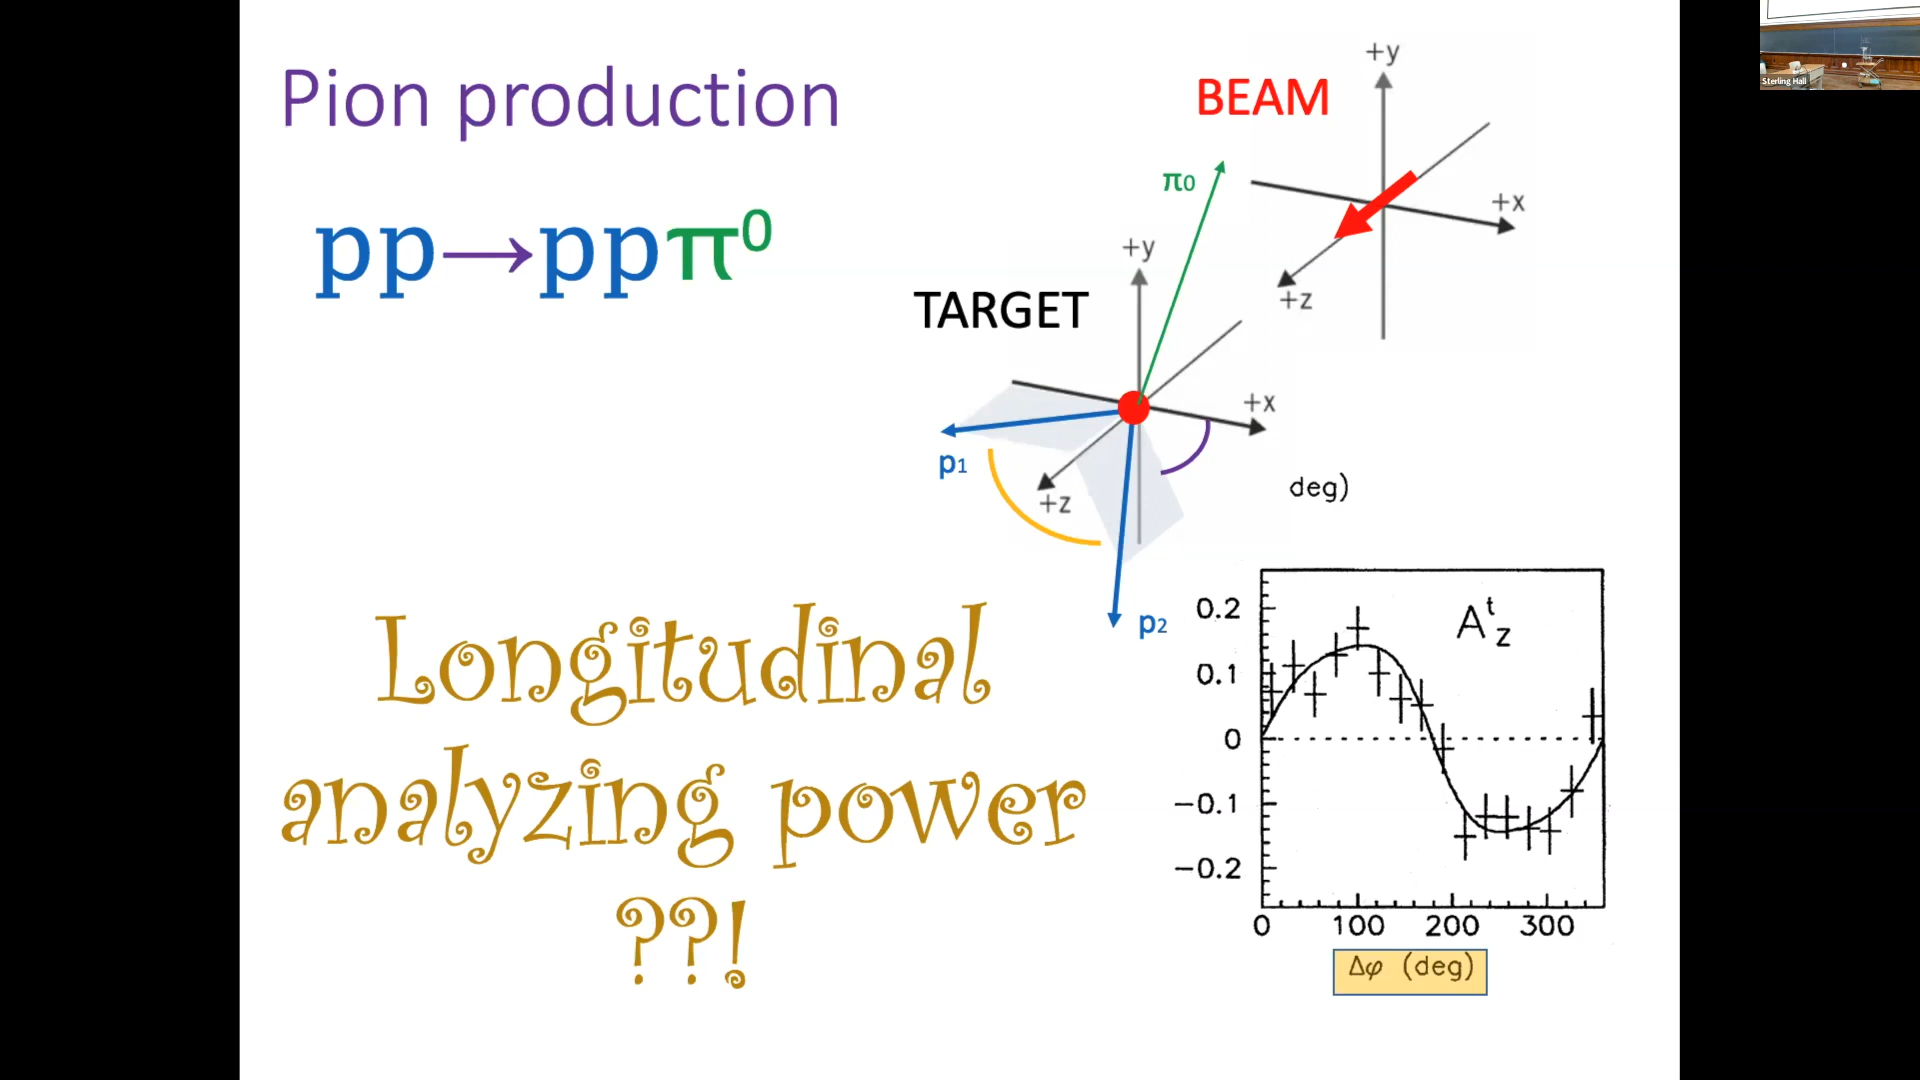 Pion production
pp→ppπ⁰
BEAM
+y
+x
+z
π0
TARGET
+y
+x
+z
p1
p2
deg)
Longitudinal
analyzing power
??!
A^t_z
0.2
0.1
0
−0.1
−0.2
0 100 200 300
Δφ (deg)
Sterling Hall